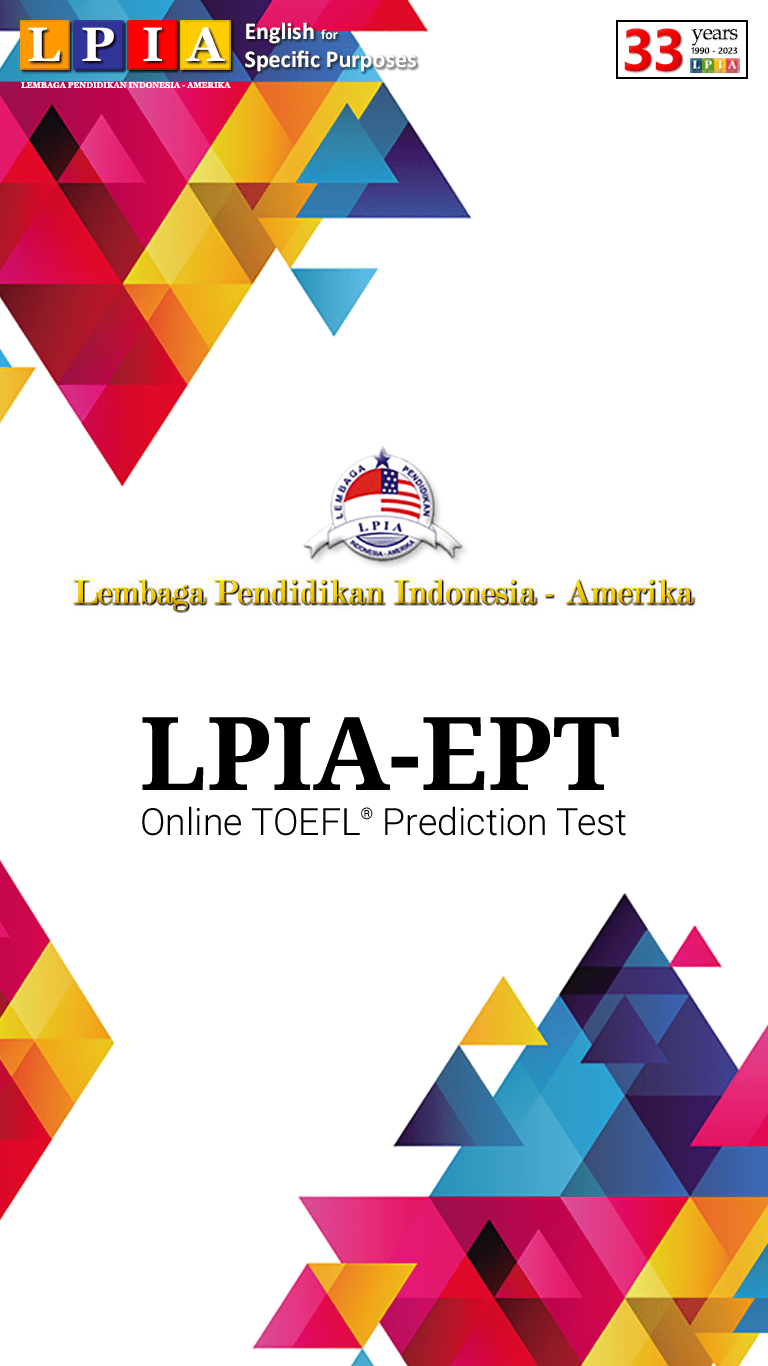 LPIA
English for
Specific Purposes
LEMBAGA PENDIDIKAN INDONESIA - AMERIKA
33 years
1990 - 2023
LPIA
LEMBAGA PENDIDIKAN
LPIA
INDONESIA - AMERIKA
Lembaga Pendidikan Indonesia - Amerika
LPIA-EPT
Online TOEFL® Prediction Test